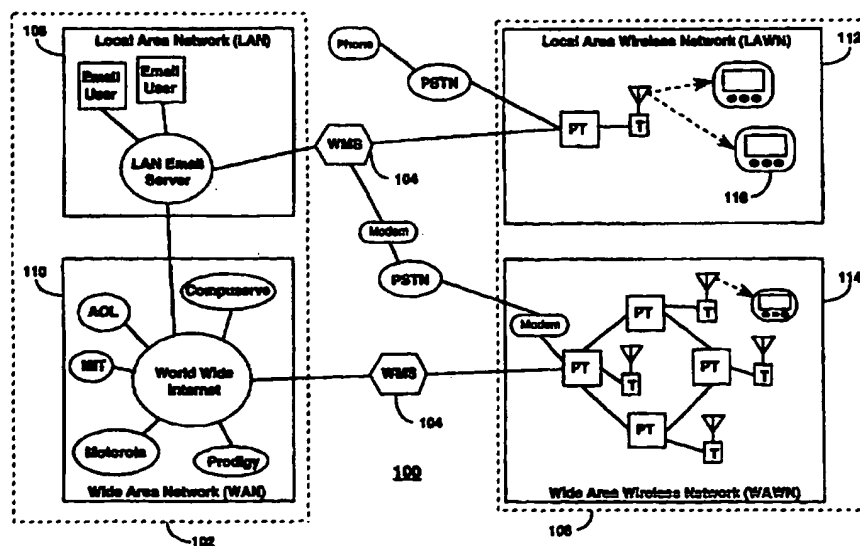 108
Local Area Network (LAN)
Email
User
Email
User
LAN Email
Server
Phone
PSTN
WMS
104
Local Area Wireless Network (LAWN)
112
PT
T
116
Modem
PSTN
110
Compuserve
AOL
MIT
World Wide
Internet
Motorola
Prodigy
Wide Area Network (WAN)
102
WMS
104
100
114
Modem
PT
T
PT
T
PT
T
PT
T
Wide Area Wireless Network (WAWN)
106